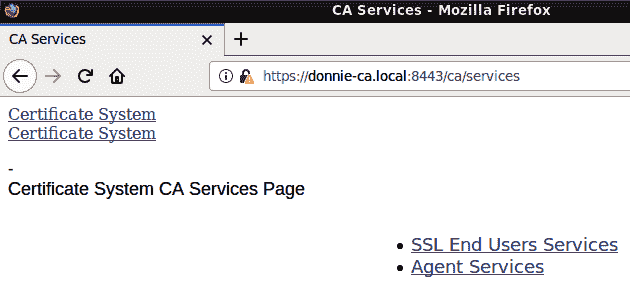 CA Services - Mozilla Firefox
CA Services
https://donnie-ca.local:8443/ca/services
Certificate System
Certificate System
-
Certificate System CA Services Page
SSL End Users Services
Agent Services